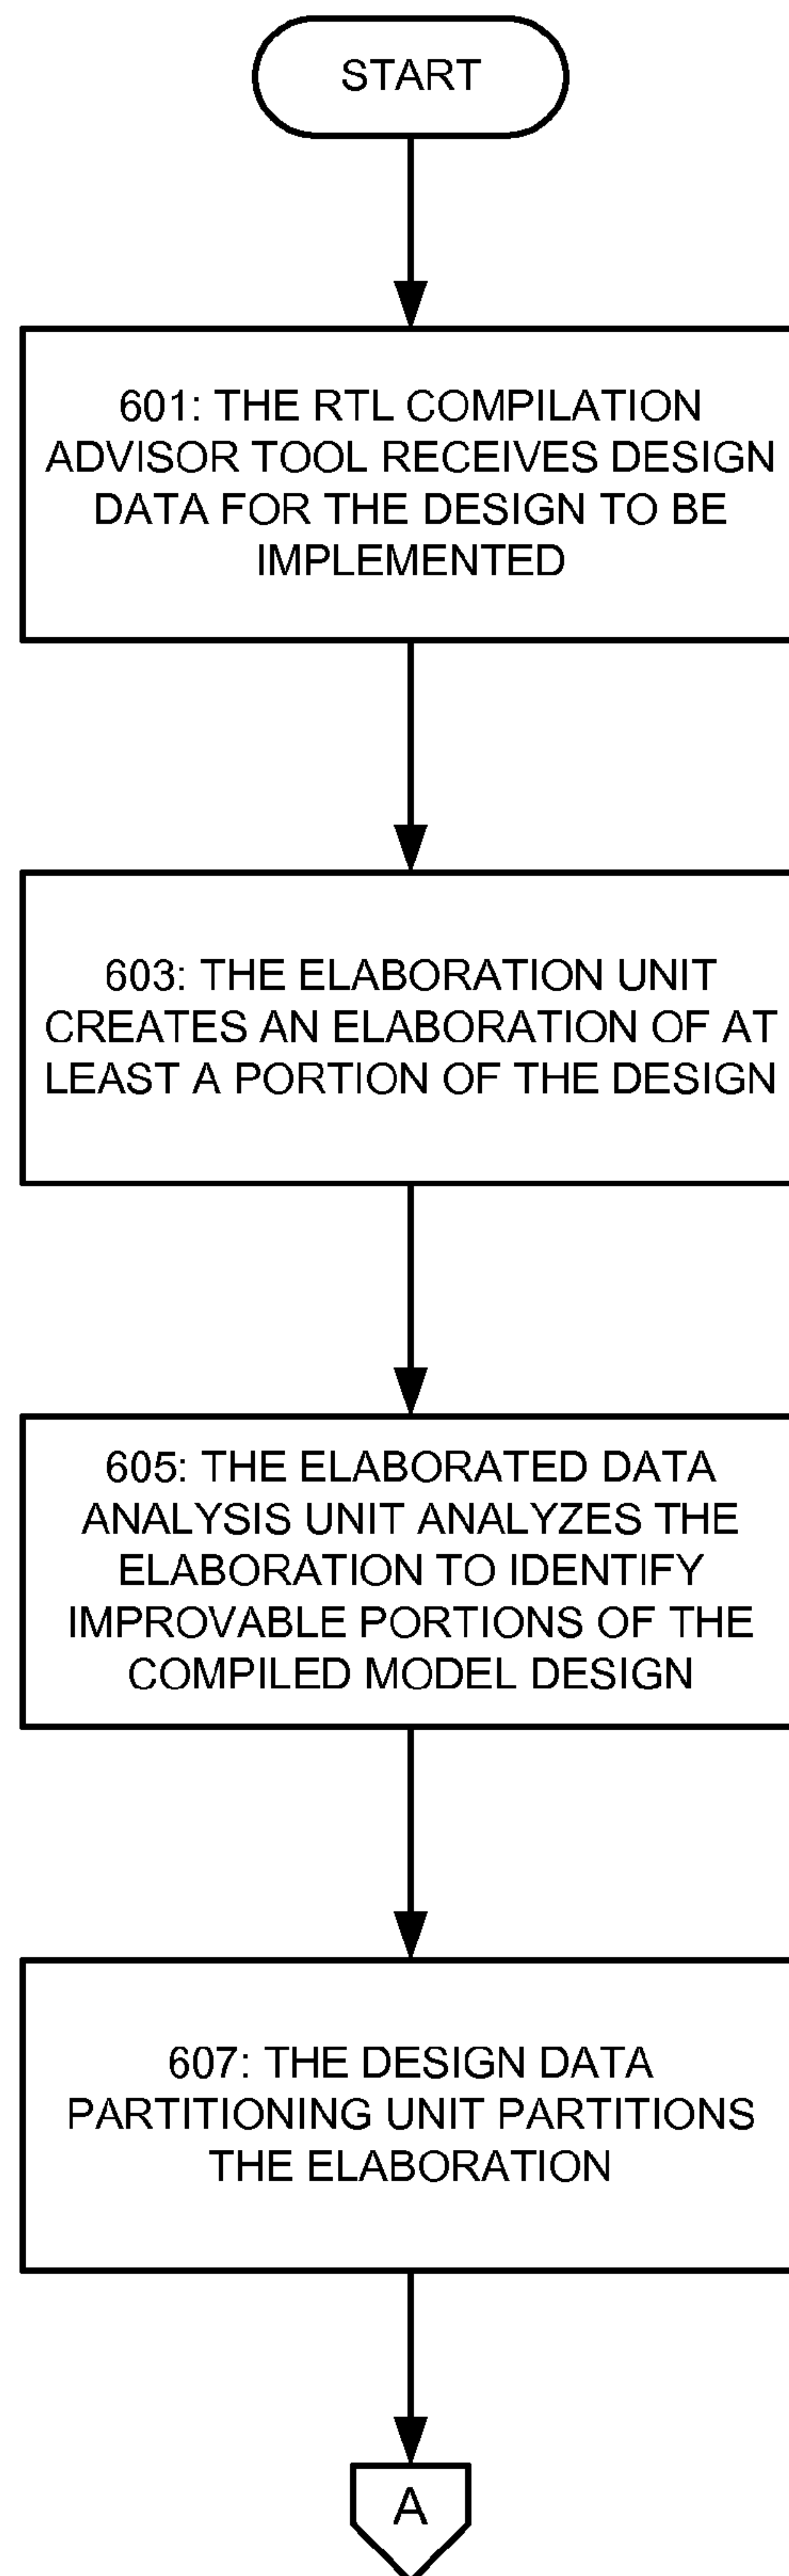 START
601: THE RTL COMPILATION
ADVISOR TOOL RECEIVES DESIGN
DATA FOR THE DESIGN TO BE
IMPLEMENTED
603: THE ELABORATION UNIT
CREATES AN ELABORATION OF AT
LEAST A PORTION OF THE DESIGN
605: THE ELABORATED DATA
ANALYSIS UNIT ANALYZES THE
ELABORATION TO IDENTIFY
IMPROVABLE PORTIONS OF THE
COMPILED MODEL DESIGN
607: THE DESIGN DATA
PARTITIONING UNIT PARTITIONS
THE ELABORATION
A